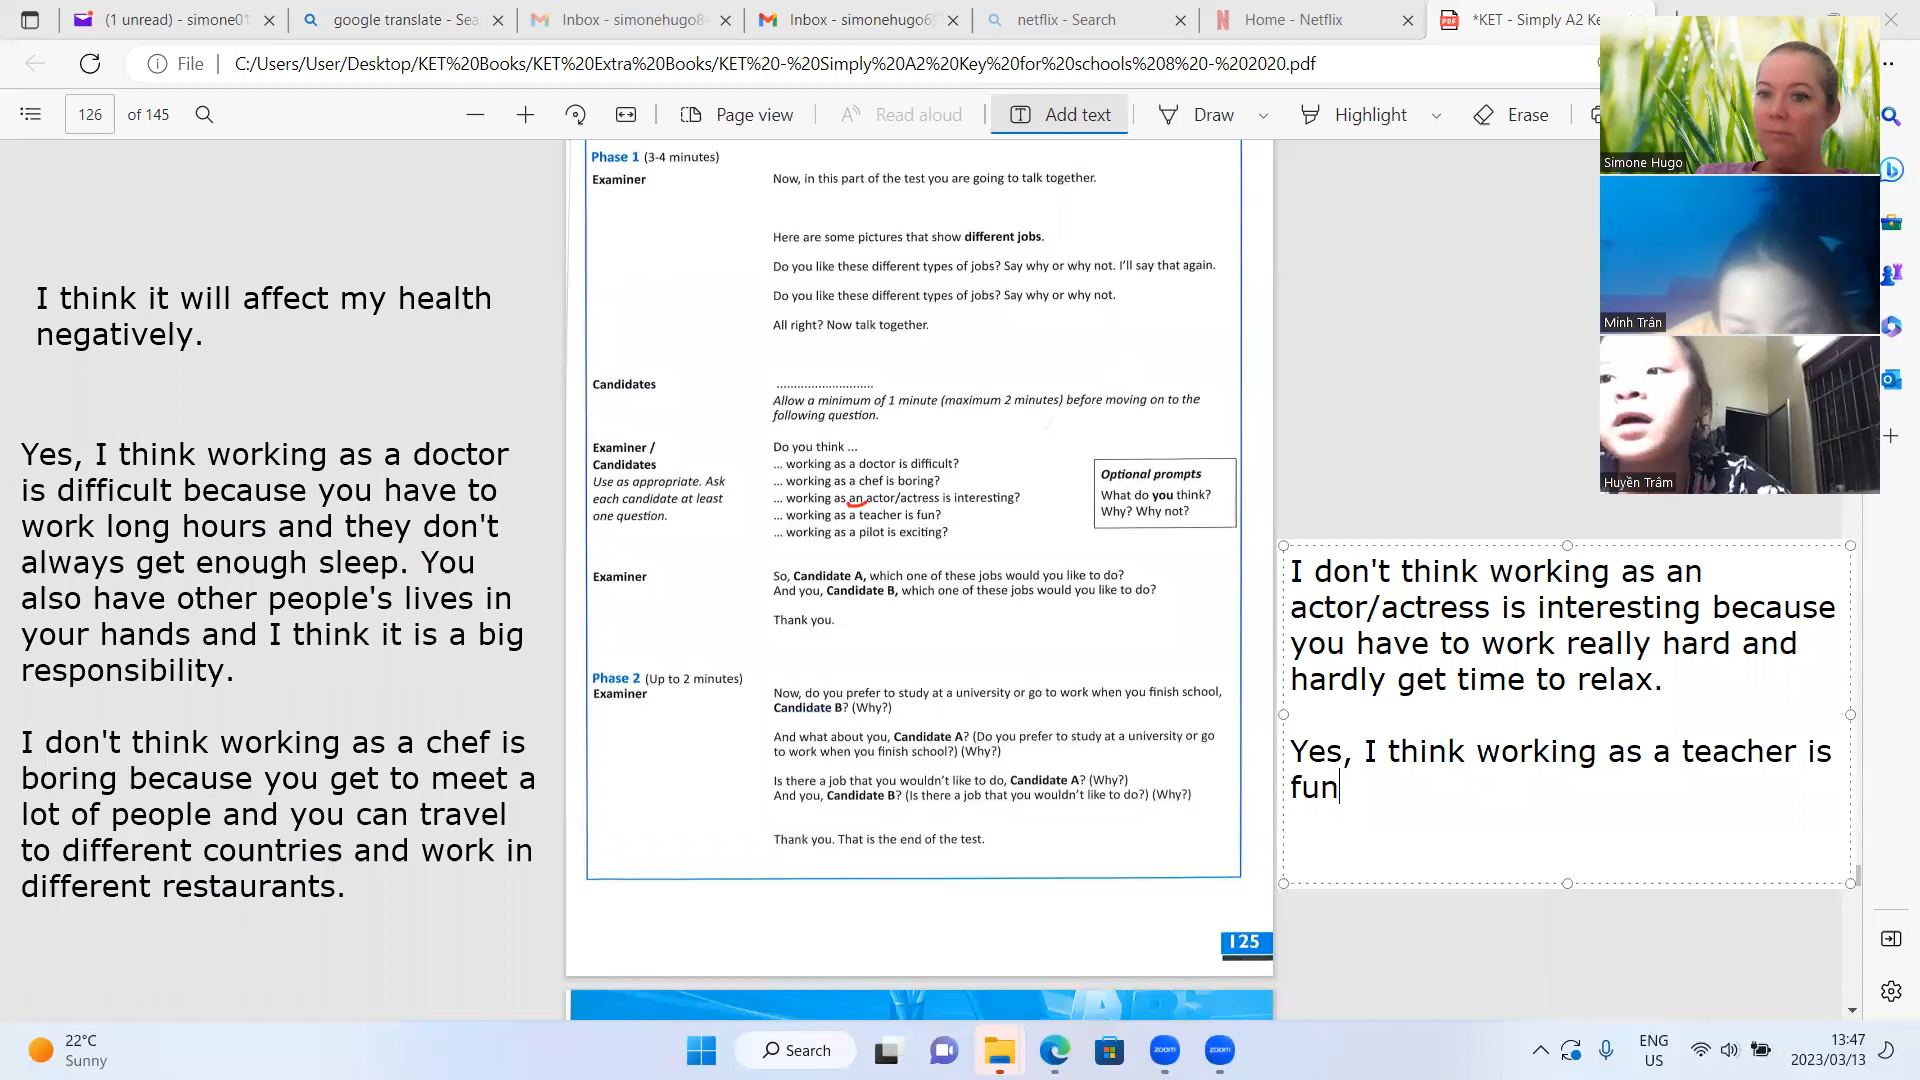 (1 unread) - simone01
google translate - Sea
Inbox - simonehugo84
Inbox - simonehugo69
netflix - Search
Home - Netflix
*KET - Simply A2 Ke
File
C:/Users/User/Desktop/KET%20Books/KET%20Extra%20Books/KET%20-%20Simply%20A2%20Key%20for%20schools%208%20-%202020.pdf
126
of 145
Page view
Read aloud
Add text
Draw
Highlight
Erase
Simone Hugo
Minh Trân
Huyền Trâm
I think it will affect my health
negatively.
Yes, I think working as a doctor
is difficult because you have to
work long hours and they don't
always get enough sleep. You
also have other people's lives in
your hands and I think it is a big
responsibility.
I don't think working as a chef is
boring because you get to meet a
lot of people and you can travel
to different countries and work in
different restaurants.
Phase 1 (3-4 minutes)
Examiner
Now, in this part of the test you are going to talk together.
Here are some pictures that show different jobs.
Do you like these different types of jobs? Say why or why not. I'll say that again.
Do you like these different types of jobs? Say why or why not.
All right? Now talk together.
Candidates
............................
Allow a minimum of 1 minute (maximum 2 minutes) before moving on to the
following question.
Examiner /
Candidates
Use as appropriate. Ask
each candidate at least
one question.
Do you think ...
... working as a doctor is difficult?
... working as a chef is boring?
... working as an actor/actress is interesting?
... working as a teacher is fun?
... working as a pilot is exciting?
Optional prompts
What do you think?
Why? Why not?
Examiner
So, Candidate A, which one of these jobs would you like to do?
And you, Candidate B, which one of these jobs would you like to do?
Thank you.
Phase 2 (Up to 2 minutes)
Examiner
Now, do you prefer to study at a university or go to work when you finish school,
Candidate B? (Why?)
And what about you, Candidate A? (Do you prefer to study at a university or go
to work when you finish school?) (Why?)
Is there a job that you wouldn't like to do, Candidate A? (Why?)
And you, Candidate B? (Is there a job that you wouldn't like to do?) (Why?)
Thank you. That is the end of the test.
125
I don't think working as an
actor/actress is interesting because
you have to work really hard and
hardly get time to relax.
Yes, I think working as a teacher is
fun
22°C
Sunny
Search
zoom
zoom
ENG
US
13:47
2023/03/13